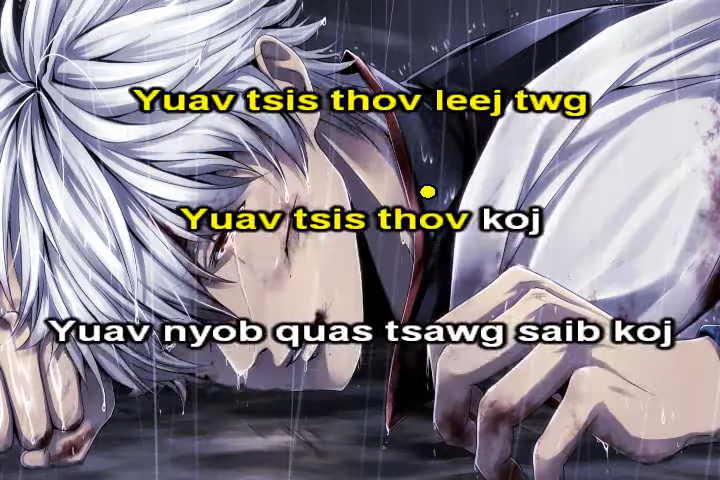 Yuav tsis thov leej twg
Yuav tsis thov koj
Yuav nyob quas tsawg saib koj